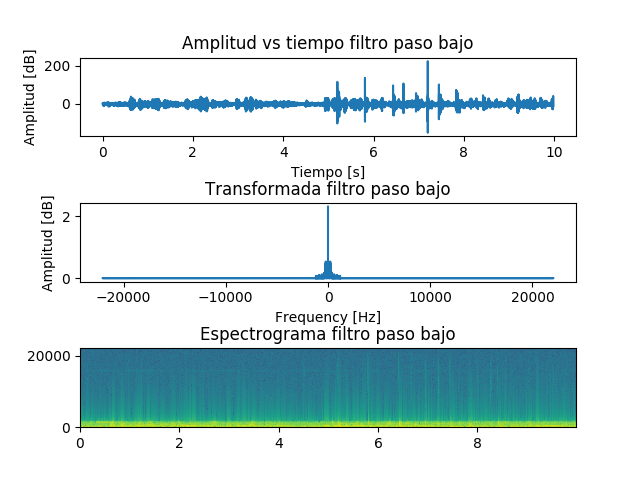 Amplitud vs tiempo filtro paso bajo
Amplitud [dB]
200
0
0 2 4 6 8 10
Tiempo [s]
Transformada filtro paso bajo
Amplitud [dB]
2
0
−20000 −10000 0 10000 20000
Frequency [Hz]
Espectrograma filtro paso bajo
20000
0
0 2 4 6 8